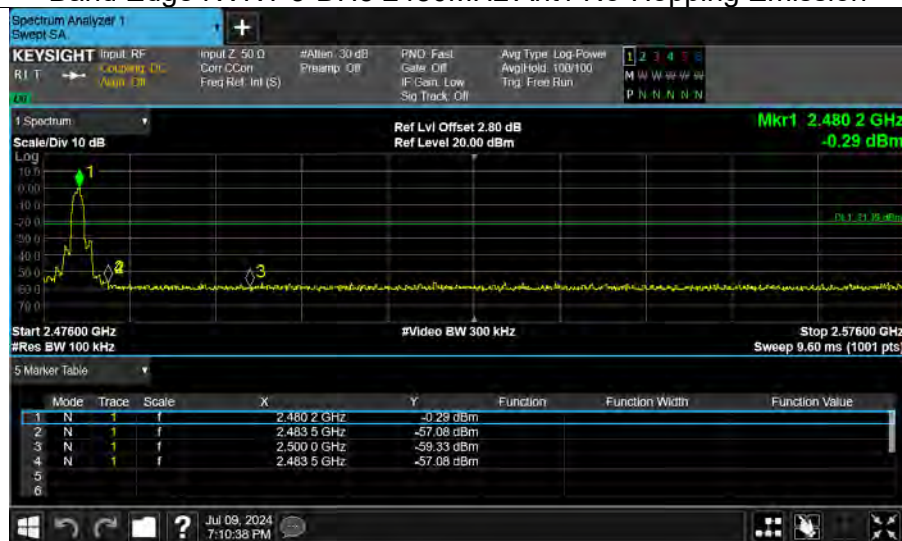 Spectrum Analyzer 1
Swept SA
+
KEYSIGHT Input: RF
Input Z: 50 Ω
#Atten: 30 dB
PNO: Fast
Avg Type: Log-Power
1 2 3 4 5 6
R L T
Coupling: DC
Corr CCorr
Preamp: Off
Gate: Off
Avg|Hold: 100/100
M W W W W W
Align: Off
Freq Ref: Int (S)
IF Gain: Low
Trig: Free Run
Sig Track: Off
P N N N N N
1 Spectrum
Ref Lvl Offset 2.80 dB
Mkr1 2.480 2 GHz
Scale/Div 10 dB
Ref Level 20.00 dBm
-0.29 dBm
Log
10.0
0.00
-10.0
-20.0
-30.0
-40.0
-50.0
-60.0
-70.0
1
3
Start 2.47600 GHz
#Video BW 300 kHz
Stop 2.57600 GHz
#Res BW 100 kHz
Sweep 9.60 ms (1001 pts)
5 Marker Table
Mode Trace Scale X Y Function Function Width Function Value
1 N 1 f 2.480 2 GHz -0.29 dBm
2 N 1 f 2.483 5 GHz -57.08 dBm
3 N 1 f 2.500 0 GHz -59.33 dBm
4 N 1 f 2.483 5 GHz -57.08 dBm
5
6
?
Jul 09, 2024
7:10:38 PM